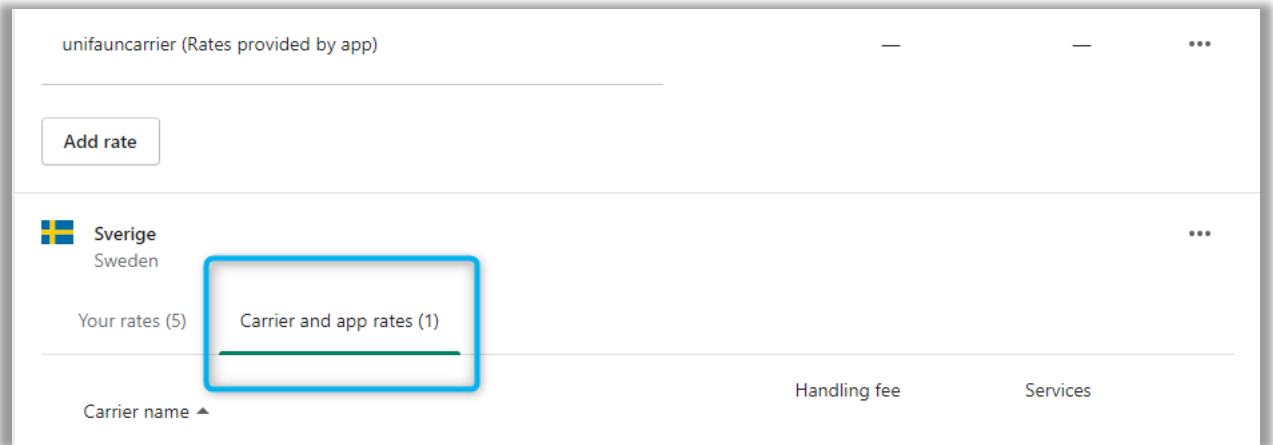 unifauncarrier (Rates provided by app) — —
Add rate
Sverige
Sweden
Your rates (5) Carrier and app rates (1)
Handling fee Services
Carrier name